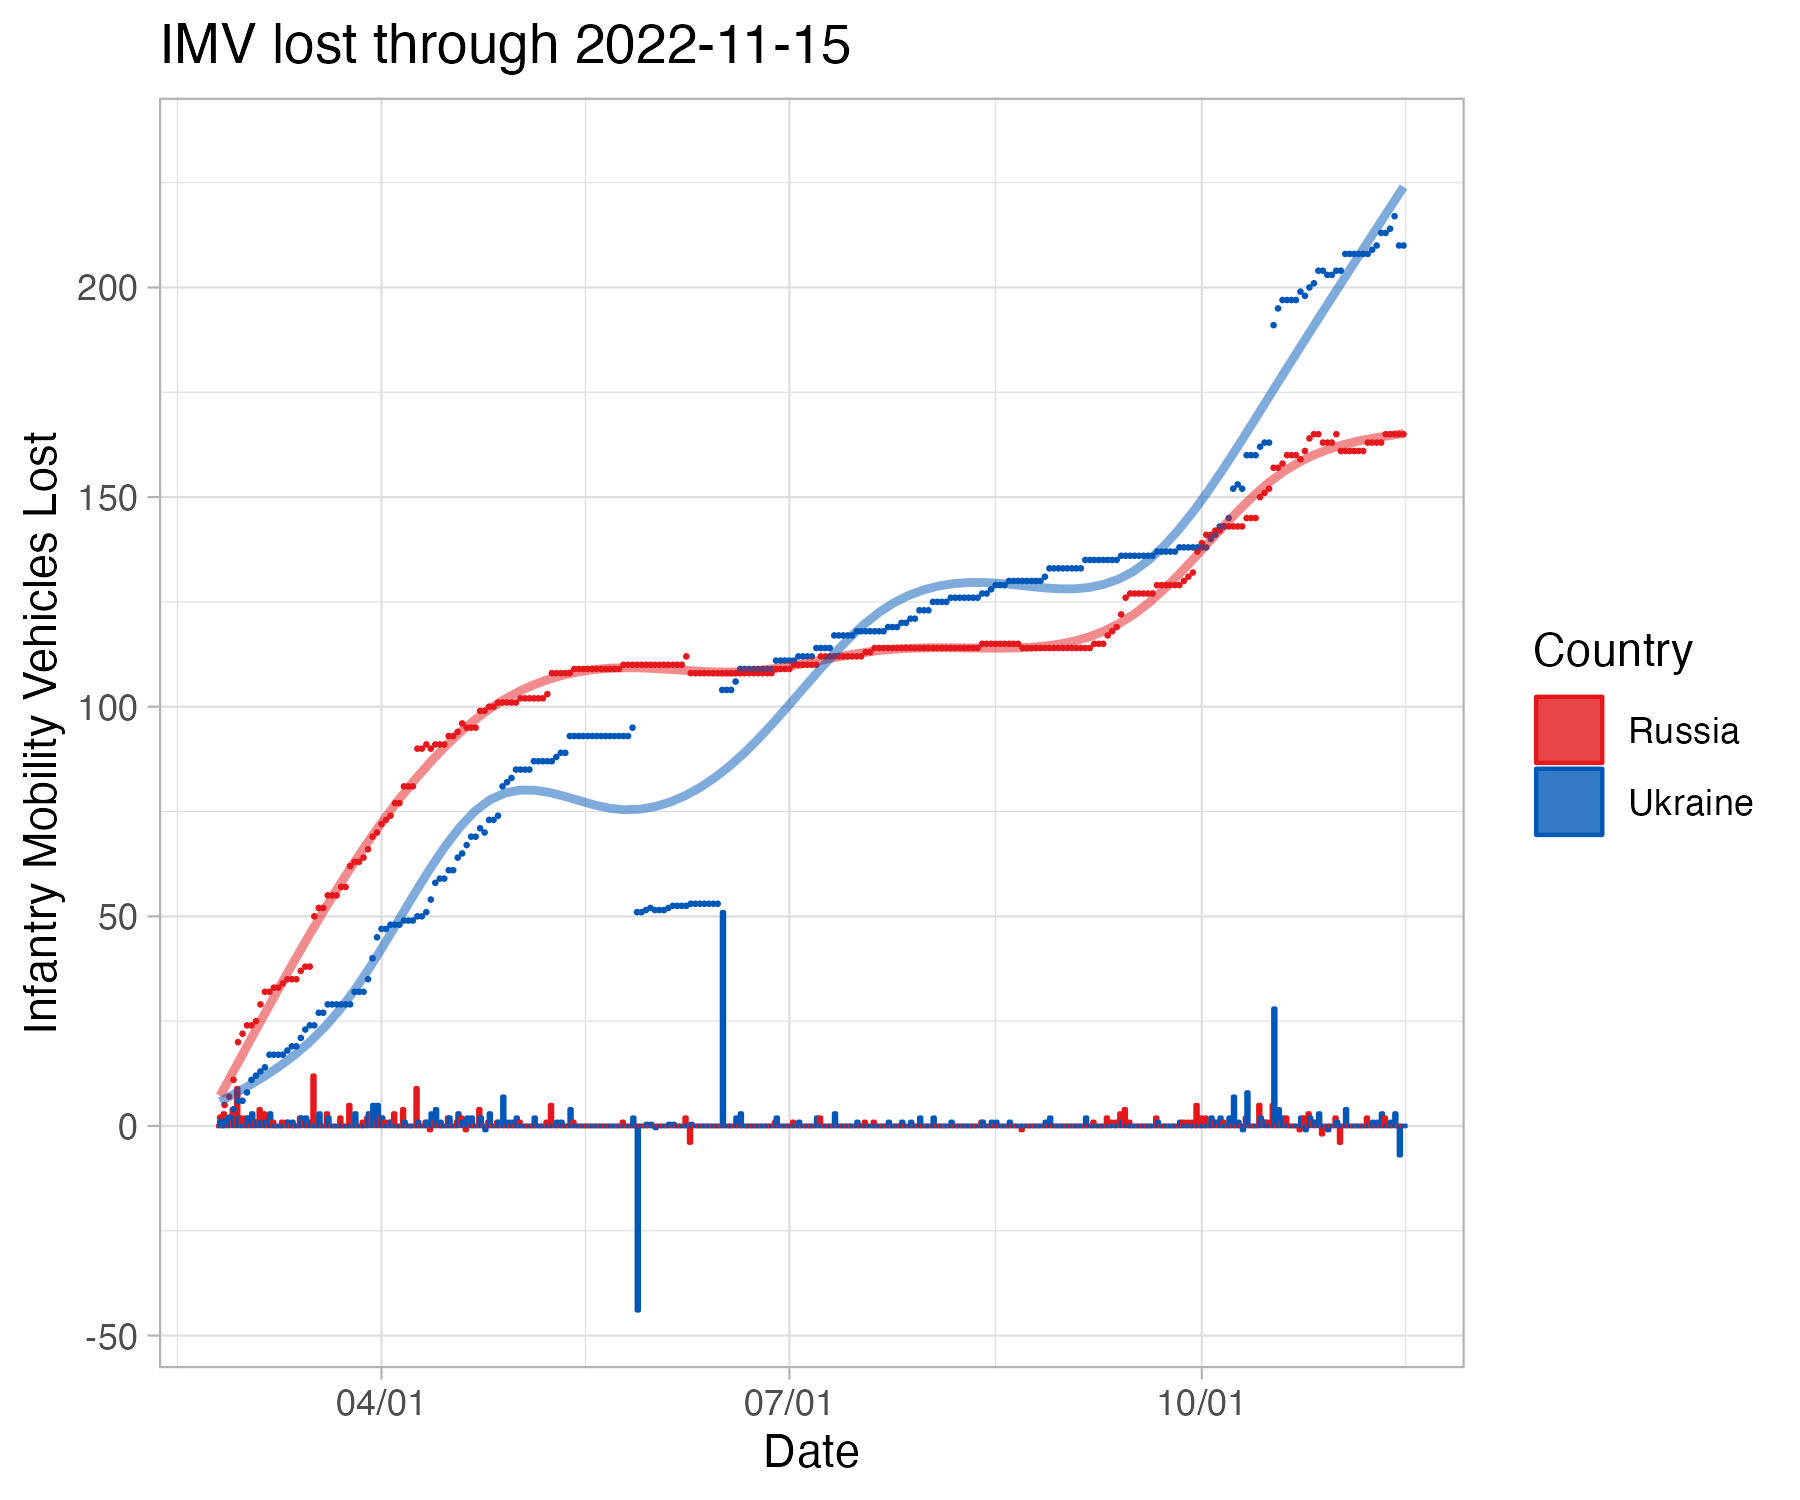 IMV lost through 2022-11-15
Infantry Mobility Vehicles Lost
200
150
100
50
0
-50
04/01 07/01 10/01
Date
Country
Russia
Ukraine